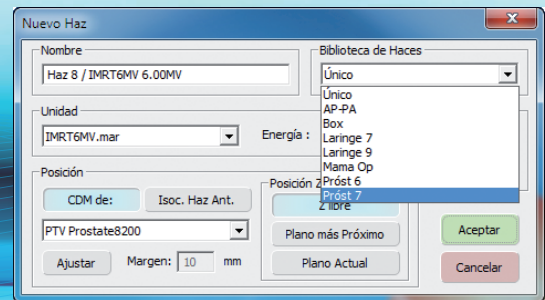 Nuevo Haz
Nombre
Haz 8 / IMRT6MV 6.00MV
Biblioteca de Haces
Único
Único
AP-PA
Box
Laringe 7
Laringe 9
Mama Op
Próst 6
Próst 7
Unidad
IMRT6MV.mar
Energía :
Posición
CDM de:
Isoc. Haz Ant.
PTV Prostate8200
Ajustar
Margen: 10 mm
Posición Z
Z libre
Plano más Próximo
Plano Actual
Aceptar
Cancelar